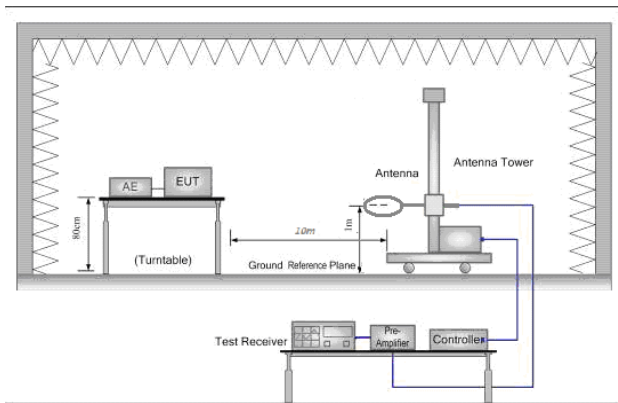 Antenna
Antenna Tower
AE
EUT
80cm
10m
1m
(Turntable)
Ground Reference Plane
Test Receiver
Pre-
Amplifier
Controller